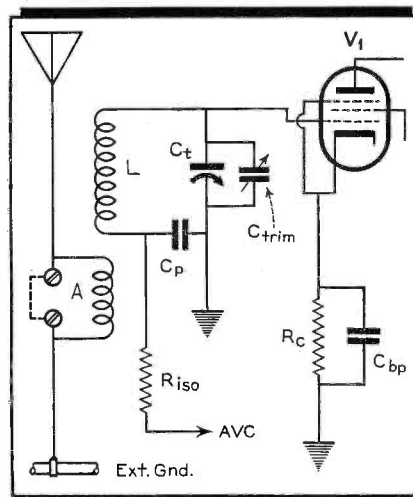 V1
Ct
L
Ctrim
Cp
A
Rc
Cbp
Riso
AVC
Ext. Gnd.